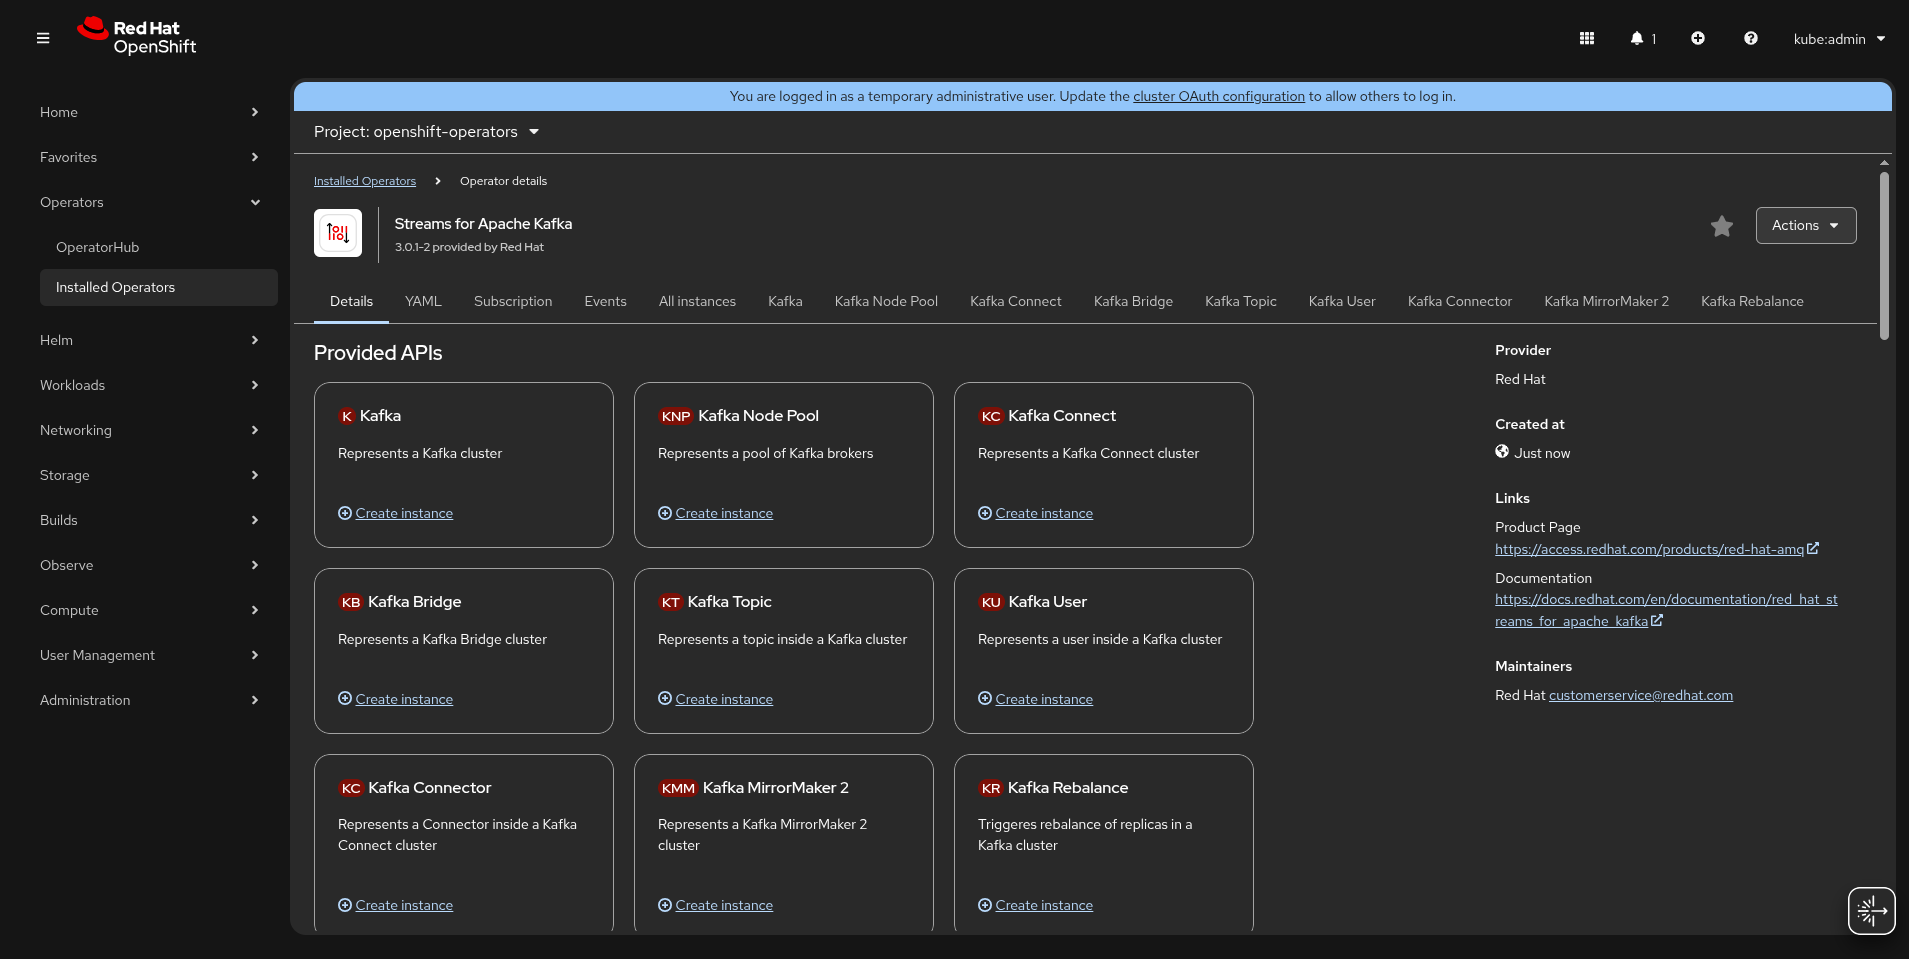 Red Hat
OpenShift
1
kube:admin
Home
Favorites
Operators
OperatorHub
Installed Operators
Helm
Workloads
Networking
Storage
Builds
Observe
Compute
User Management
Administration
You are logged in as a temporary administrative user. Update the cluster OAuth configuration to allow others to log in.
Project: openshift-operators
Installed Operators
Operator details
Streams for Apache Kafka
3.0.1-2 provided by Red Hat
Actions
Details YAML Subscription Events All instances Kafka Kafka Node Pool Kafka Connect Kafka Bridge Kafka Topic Kafka User Kafka Connector Kafka MirrorMaker 2 Kafka Rebalance
Provided APIs
K Kafka
Represents a Kafka cluster
Create instance
KNP Kafka Node Pool
Represents a pool of Kafka brokers
Create instance
KC Kafka Connect
Represents a Kafka Connect cluster
Create instance
KB Kafka Bridge
Represents a Kafka Bridge cluster
Create instance
KT Kafka Topic
Represents a topic inside a Kafka cluster
Create instance
KU Kafka User
Represents a user inside a Kafka cluster
Create instance
KC Kafka Connector
Represents a Connector inside a Kafka
Connect cluster
Create instance
KMM Kafka MirrorMaker 2
Represents a Kafka MirrorMaker 2
cluster
Create instance
KR Kafka Rebalance
Triggeres rebalance of replicas in a
Kafka cluster
Create instance
Provider
Red Hat
Created at
Just now
Links
Product Page
https://access.redhat.com/products/red-hat-amq
Documentation
https://docs.redhat.com/en/documentation/red_hat_st
reams_for_apache_kafka
Maintainers
Red Hat customerservice@redhat.com